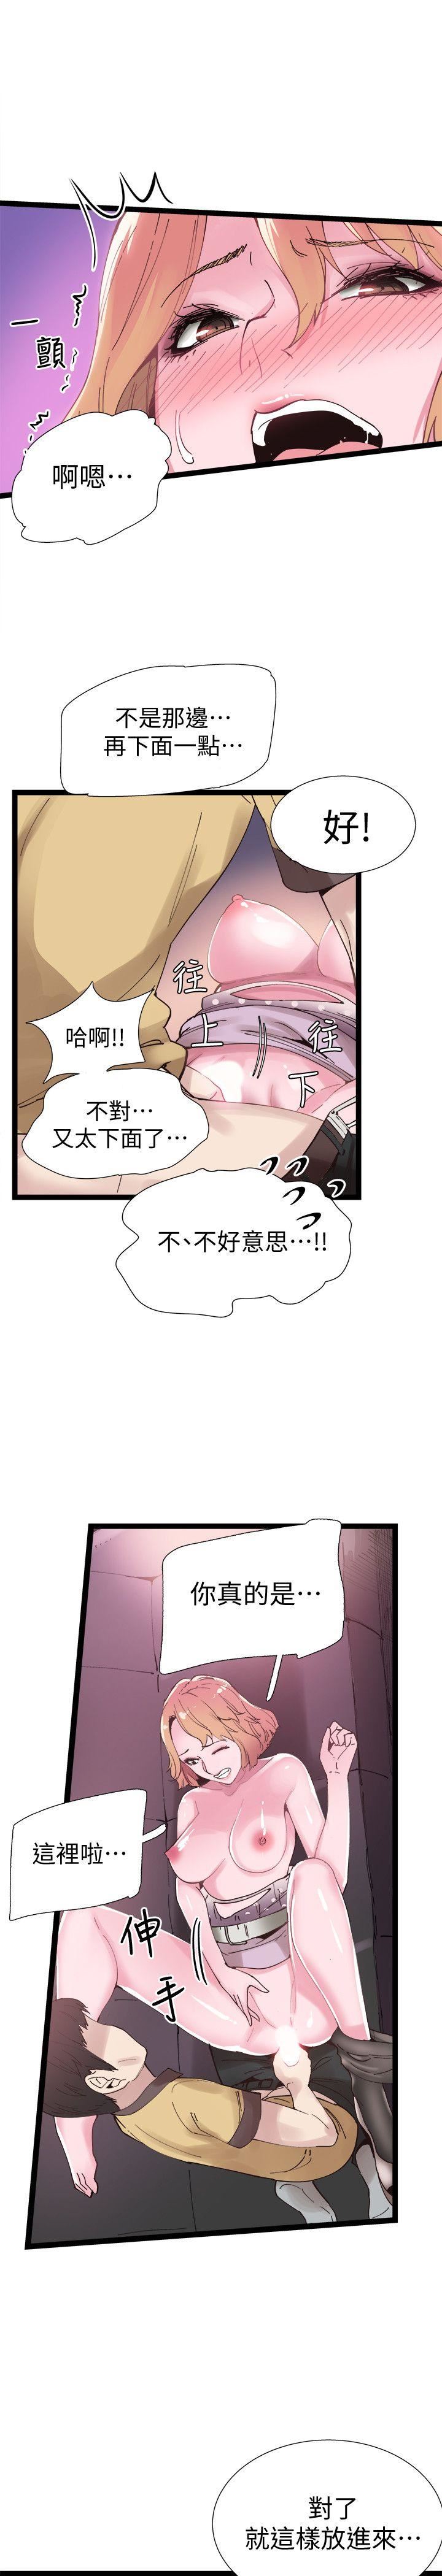 一顫
啊嗯⋯
不是那邊⋯
再下面一點⋯
好!
往上
往下
哈啊!!
不對⋯
又太下面了⋯
不、不好意思⋯!!
你真的是⋯
這裡啦⋯
伸手
對了
就這樣放進來⋯